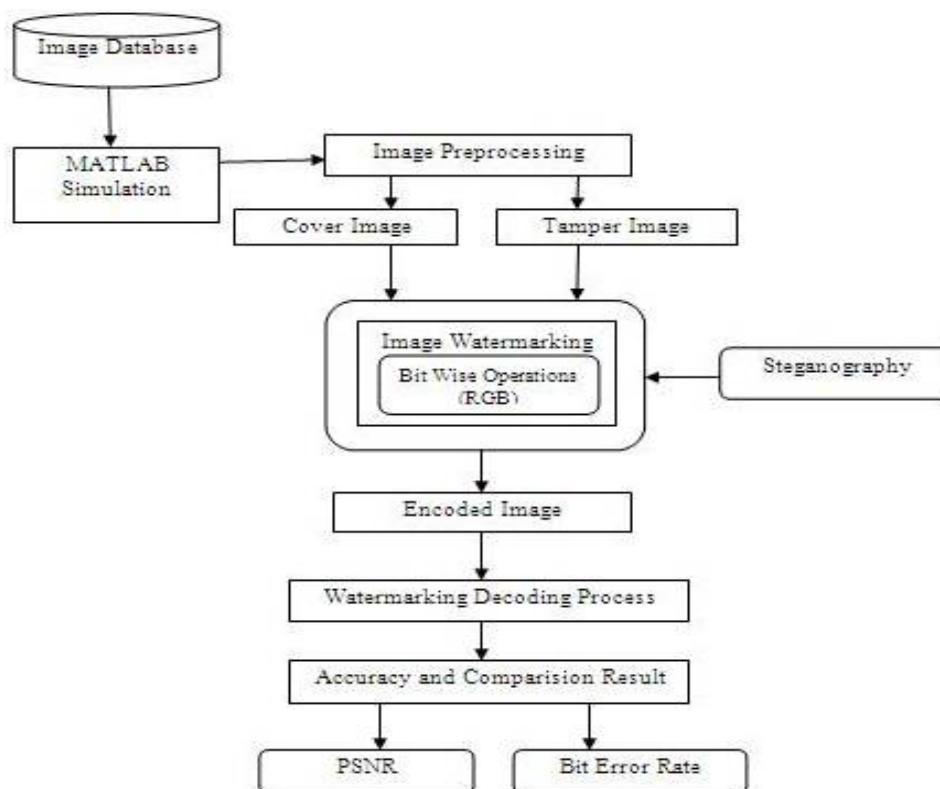 Image Database
MATLAB
Simulation
Image Preprocessing
Cover Image
Tamper Image
Image Watermarking
Bit Wise Operations
(RGB)
Steganography
Encoded Image
Watermarking Decoding Process
Accuracy and Comparision Result
PSNR
Bit Error Rate